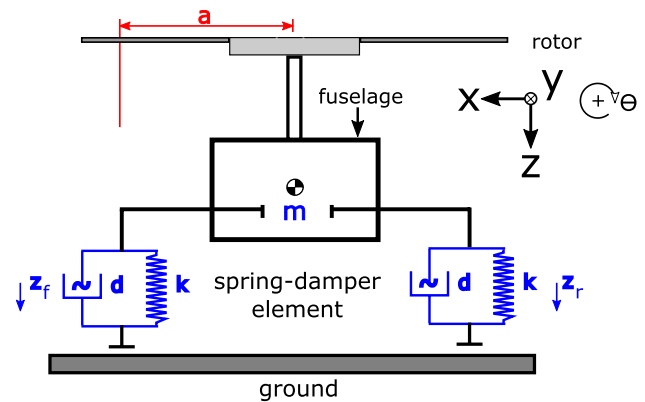 a
rotor
fuselage
x
y
z
+
Θ
m
z_f
d
k
spring-damper
element
d
k
z_r
ground